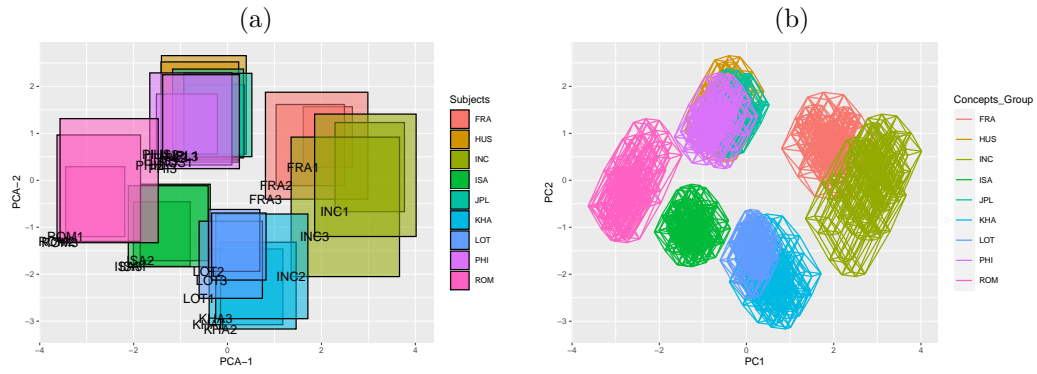 (a)
(b)
PCA-2
2
1
0
-1
-2
-3
-4
-2
0
2
4
PCA-1
FRA1
FRA2
FRA3
INC1
INC3
INC2
ROM1
ROM3
ISA2
LOT2
LOT3
LOT1
KHA3
KHA2
PHI3
Subjects
FRA
HUS
INC
ISA
JPL
KHA
LOT
PHI
ROM
PC2
2
1
0
-1
-2
-3
-4
-2
0
2
4
PC1
Concepts_Group
FRA
HUS
INC
ISA
JPL
KHA
LOT
PHI
ROM